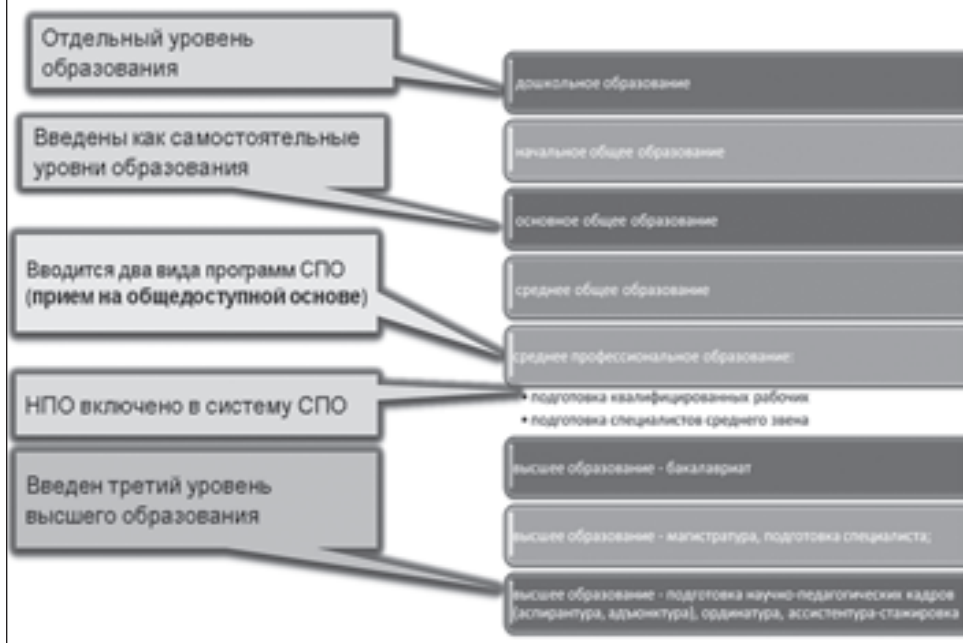 Отдельный уровень
образования
Введены как самостоятельные
уровни образования
Вводится два вида программ СПО
(прием на общедоступной основе)
НПО включено в систему СПО
Введен третий уровень
высшего образования
дошкольное образование
начальное общее образование
основное общее образование
среднее общее образование
среднее профессиональное образование:
• подготовка квалифицированных рабочих
• подготовка специалистов среднего звена
высшее образование - бакалавриат
высшее образование - магистратура, подготовка специалиста;
высшее образование - подготовка научно-педагогических кадров
(аспирантура, адъюнктура), ординатура, ассистентура-стажировка